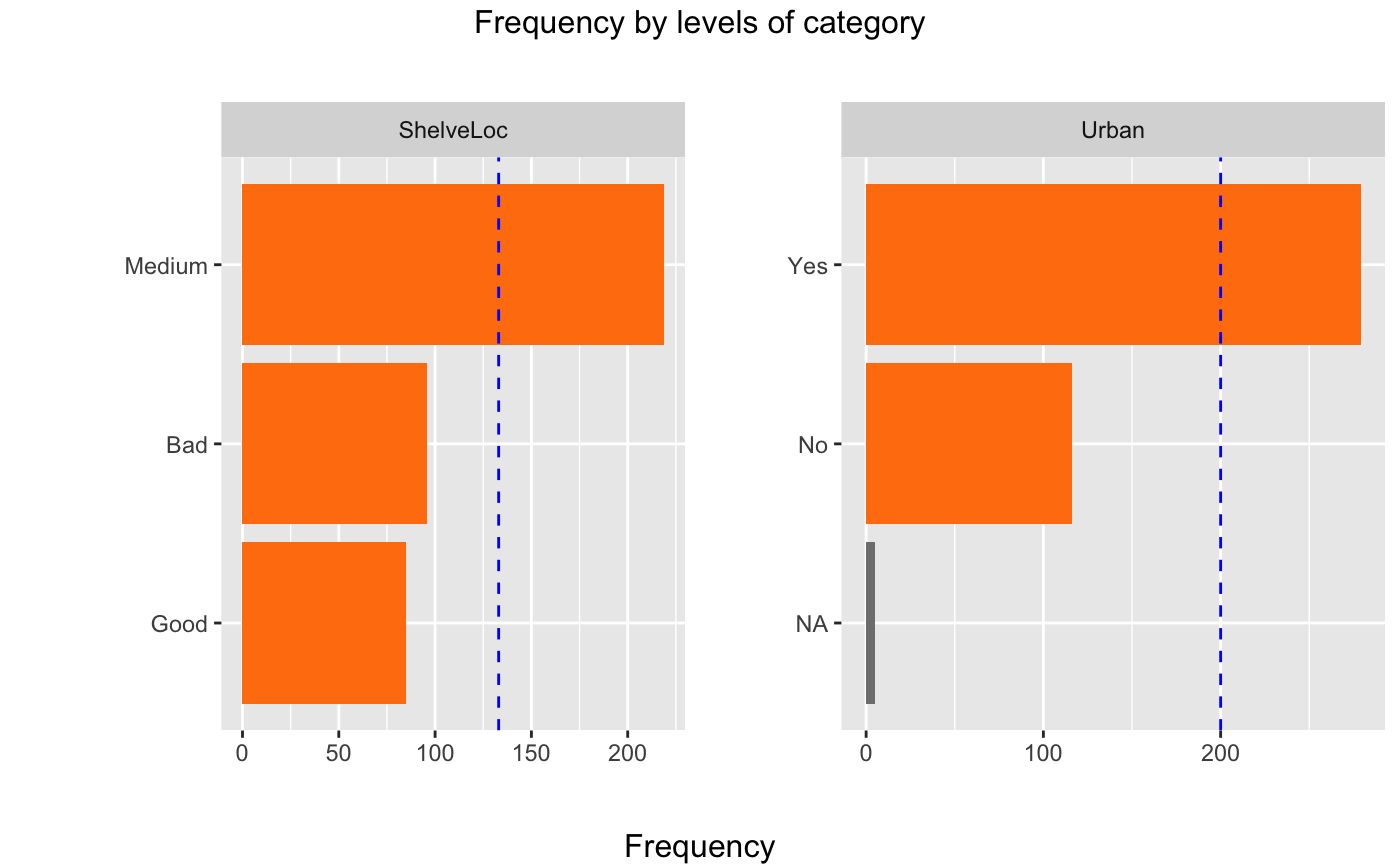 Frequency by levels of category
ShelveLoc
Medium
Bad
Good
0 50 100 150 200
Urban
Yes
No
NA
0 100 200
Frequency